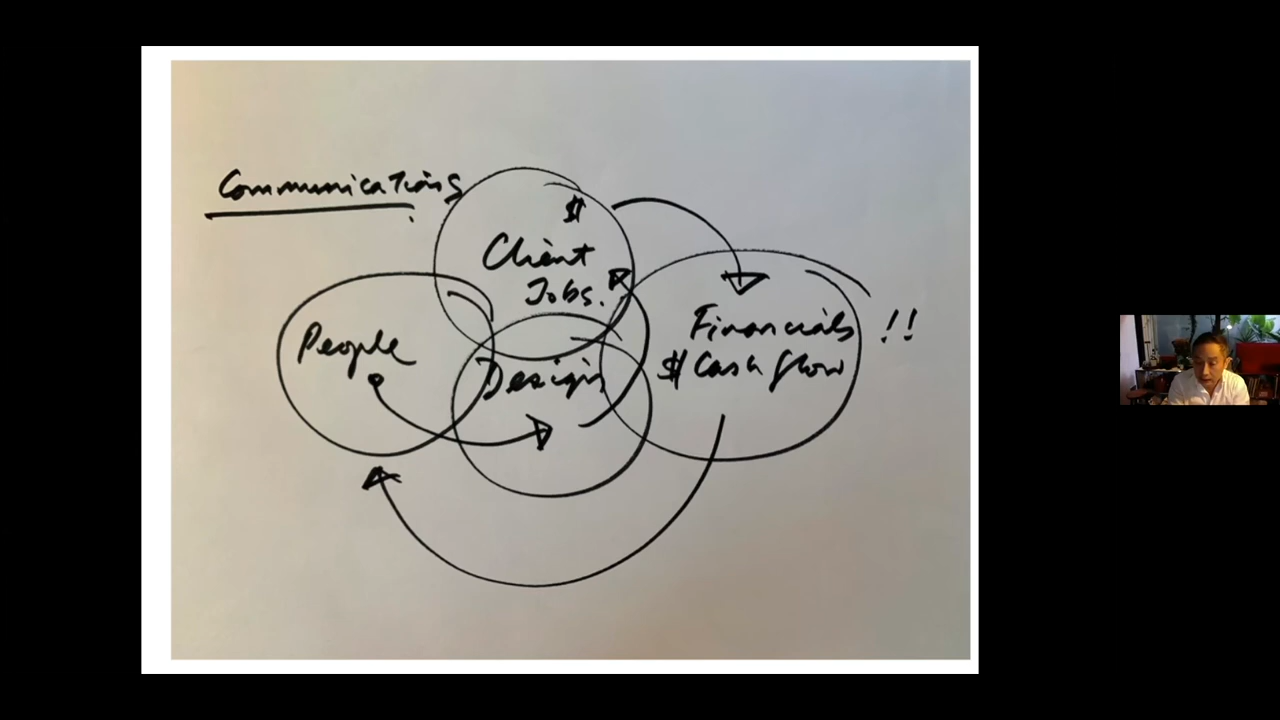 Communications
$
Client
Jobs.
People
Design
Financials !!
$ Cash flow